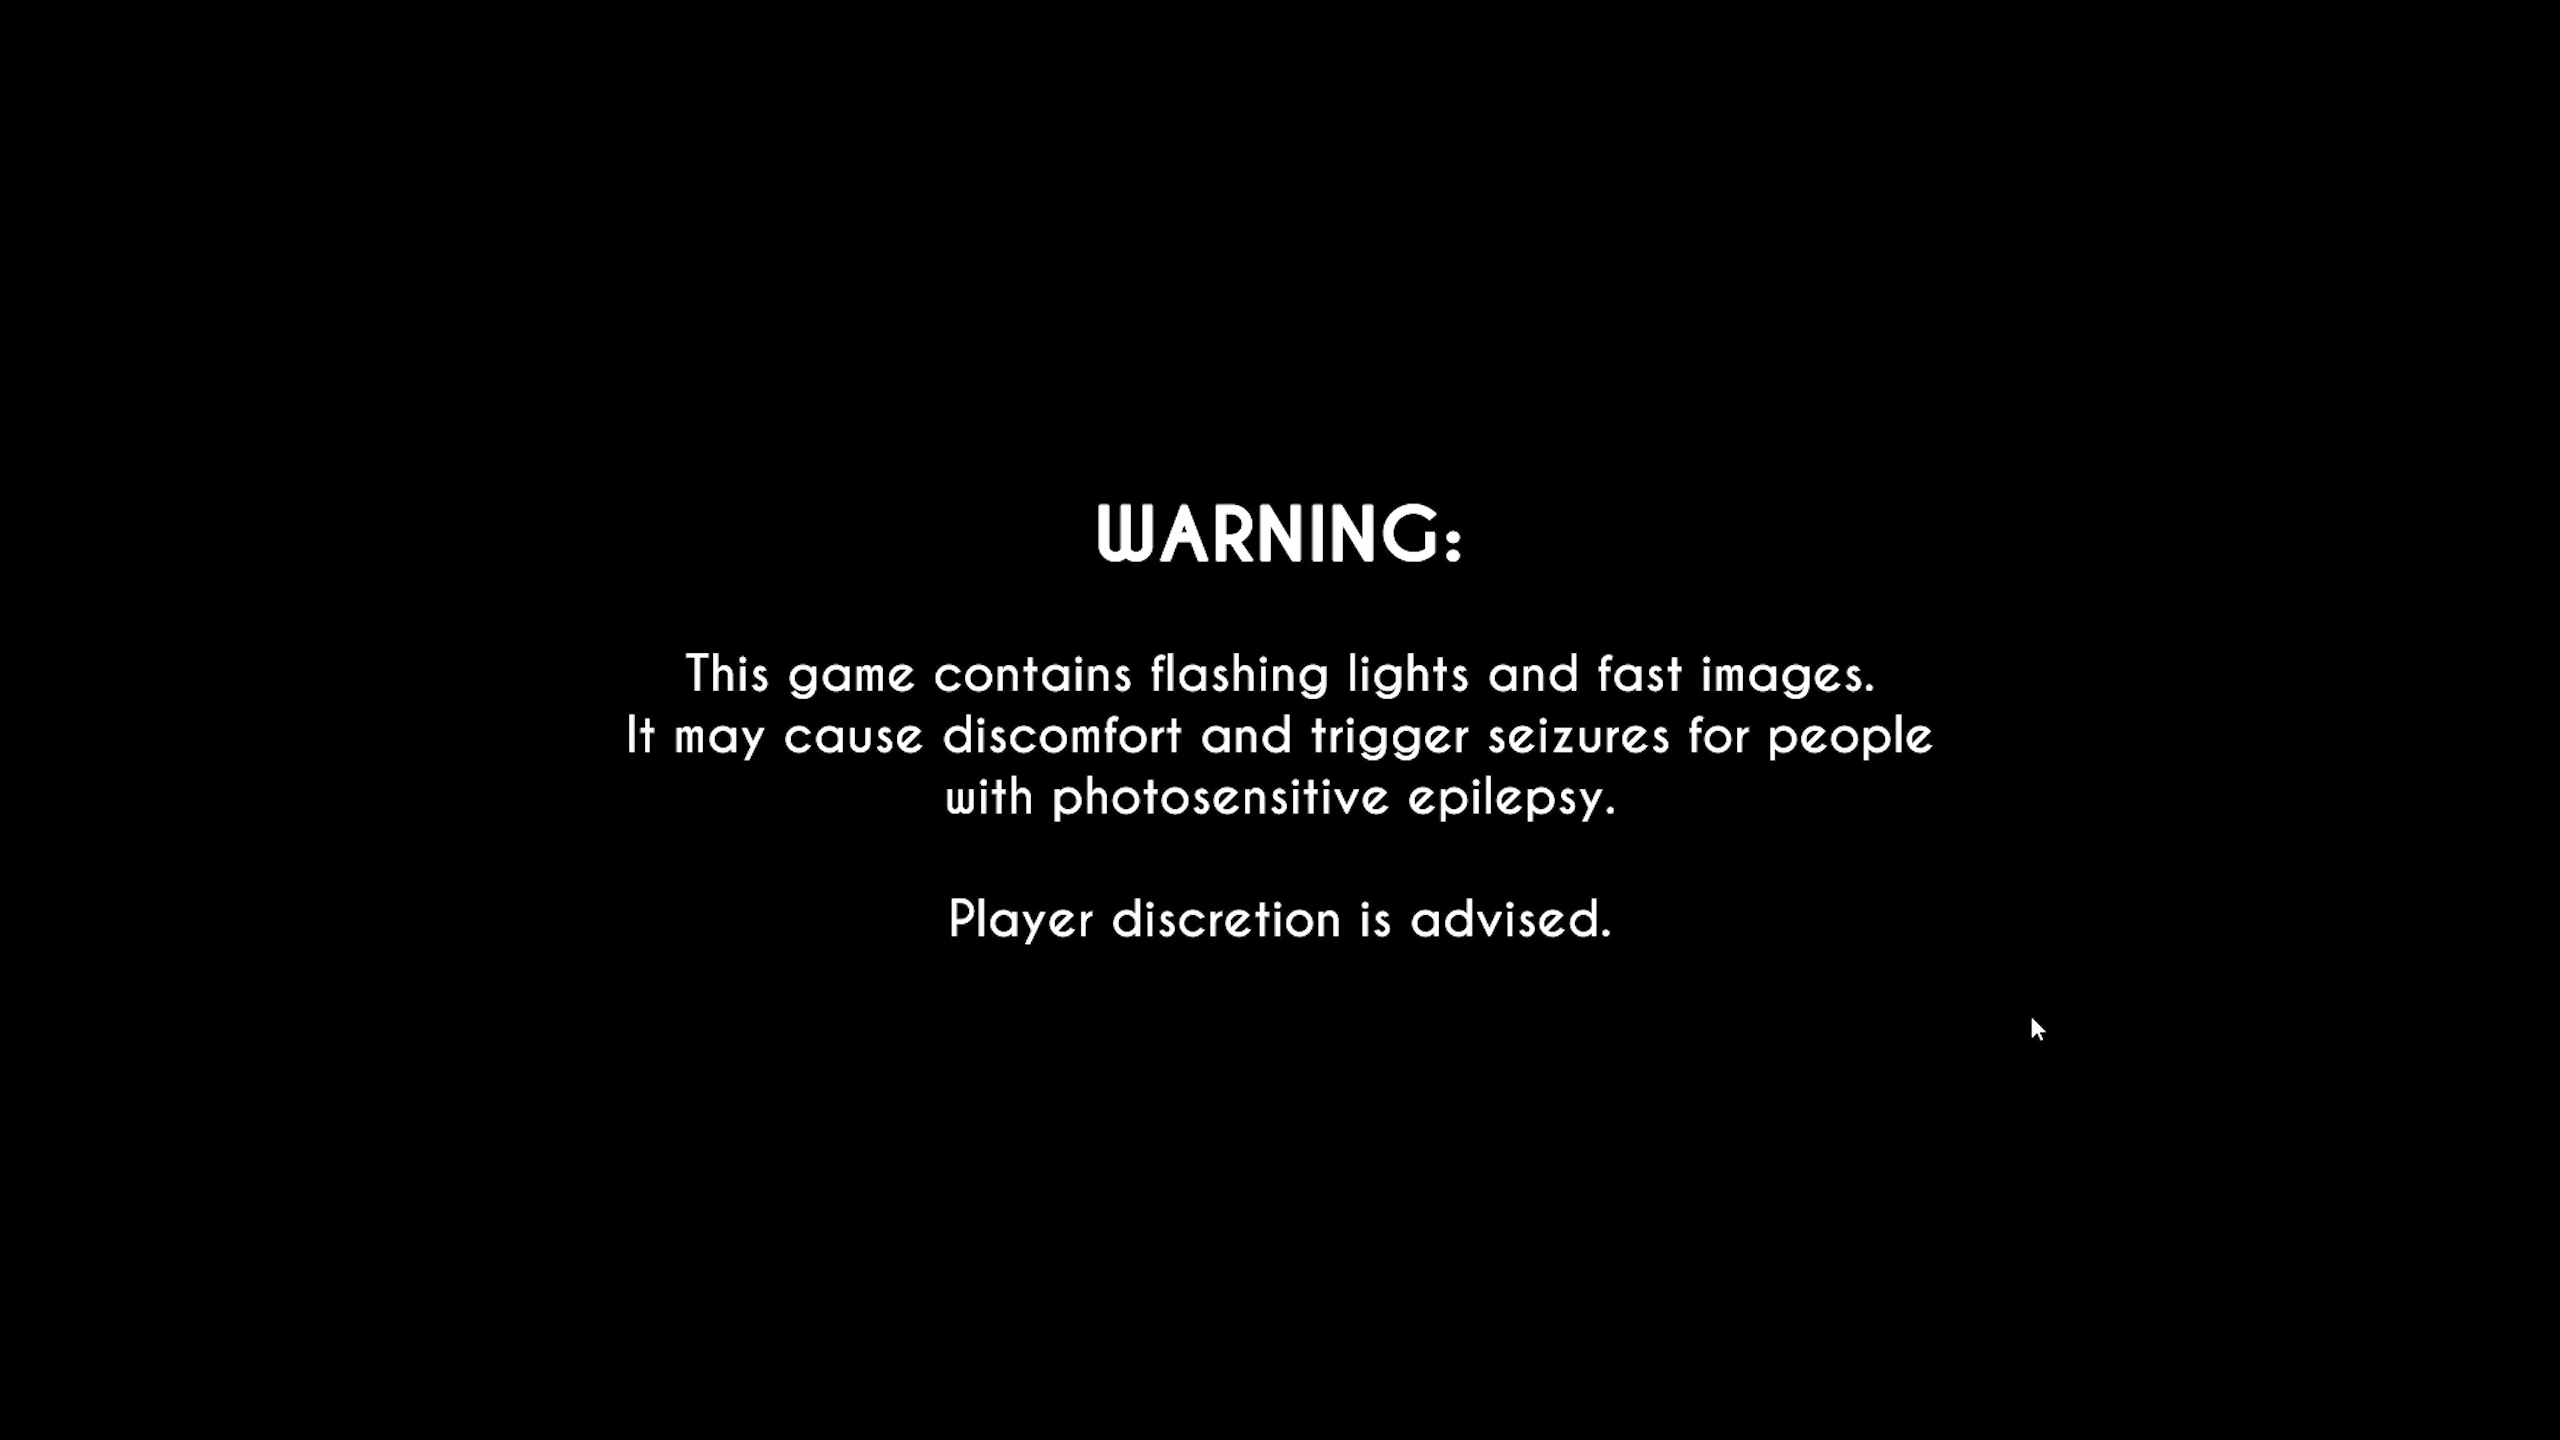 WARNING:
This game contains flashing lights and fast images.
It may cause discomfort and trigger seizures for people
with photosensitive epilepsy.
Player discretion is advised.